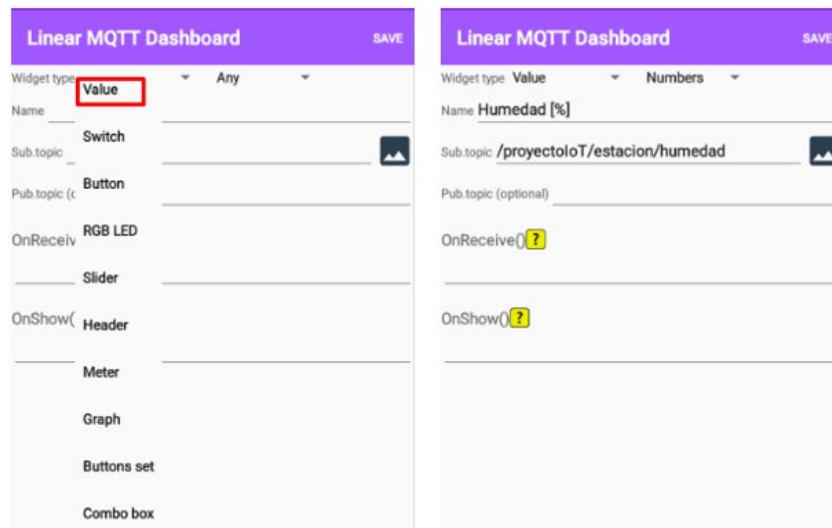 Linear MQTT Dashboard SAVE
Widget type Any
Value
Name
Switch
Sub.topic
Button
Pub.topic (o
RGB LED
OnReceiv
Slider
OnShow(
Header
Meter
Graph
Buttons set
Combo box
Linear MQTT Dashboard SAVE
Widget type Value Numbers
Name Humedad [%]
Sub.topic /proyectoIoT/estacion/humedad
Pub.topic (optional)
OnReceive() ?
OnShow() ?